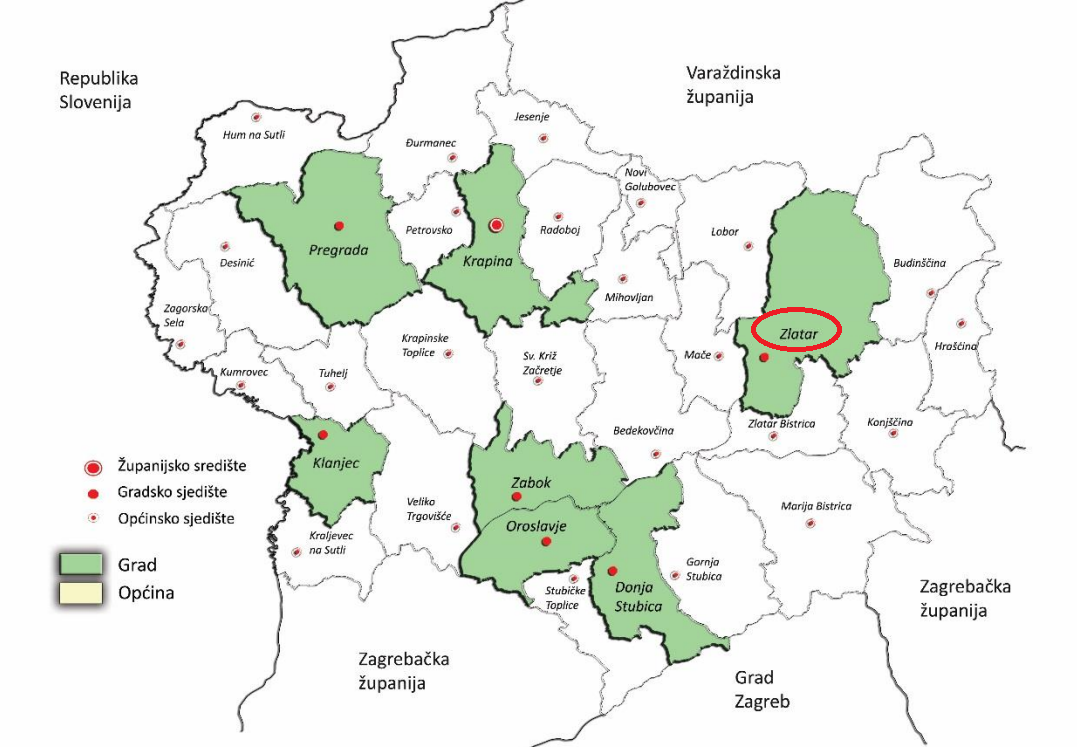 Republika
Slovenija
Varaždinska
županija
Hum na Sutli
Đurmanec
Jesenje
Novi
Golubovec
Pregrada
Petrovsko
Krapina
Radoboj
Lobor
Desinić
Budinščina
Mihovljan
Zagorska
Sela
Krapinske
Toplice
Sv. Križ
Začretje
Mače
Zlatar
Hrašćina
Kumrovec
Tuhelj
Bedekovčina
Zlatar Bistrica
Konjščina
Klanjec
Županijsko središte
Gradsko sjedište
Općinsko sjedište
Grad
Općina
Veliko
Trgovišće
Zabok
Oroslavje
Marija Bistrica
Kraljevec
na Sutli
Stubičke
Toplice
Donja
Stubica
Gornja
Stubica
Zagrebačka
županija
Zagrebačka
županija
Grad
Zagreb